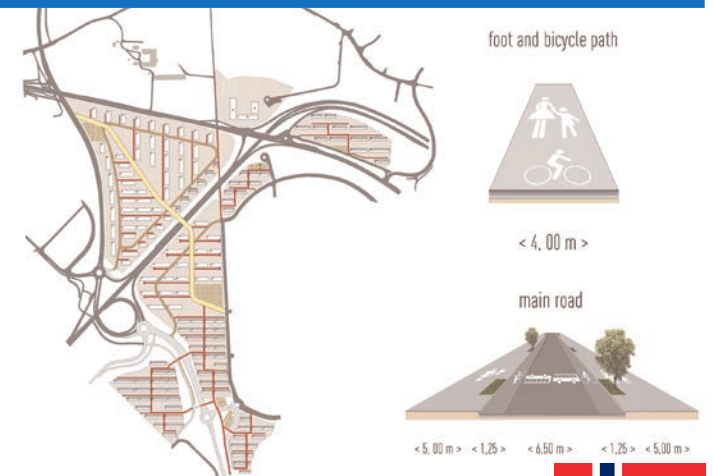 foot and bicycle path
< 4, 00 m >
main road
< 5, 00 m > < 1,25 > < 6,50 m > < 1,25 > < 5,00 m >